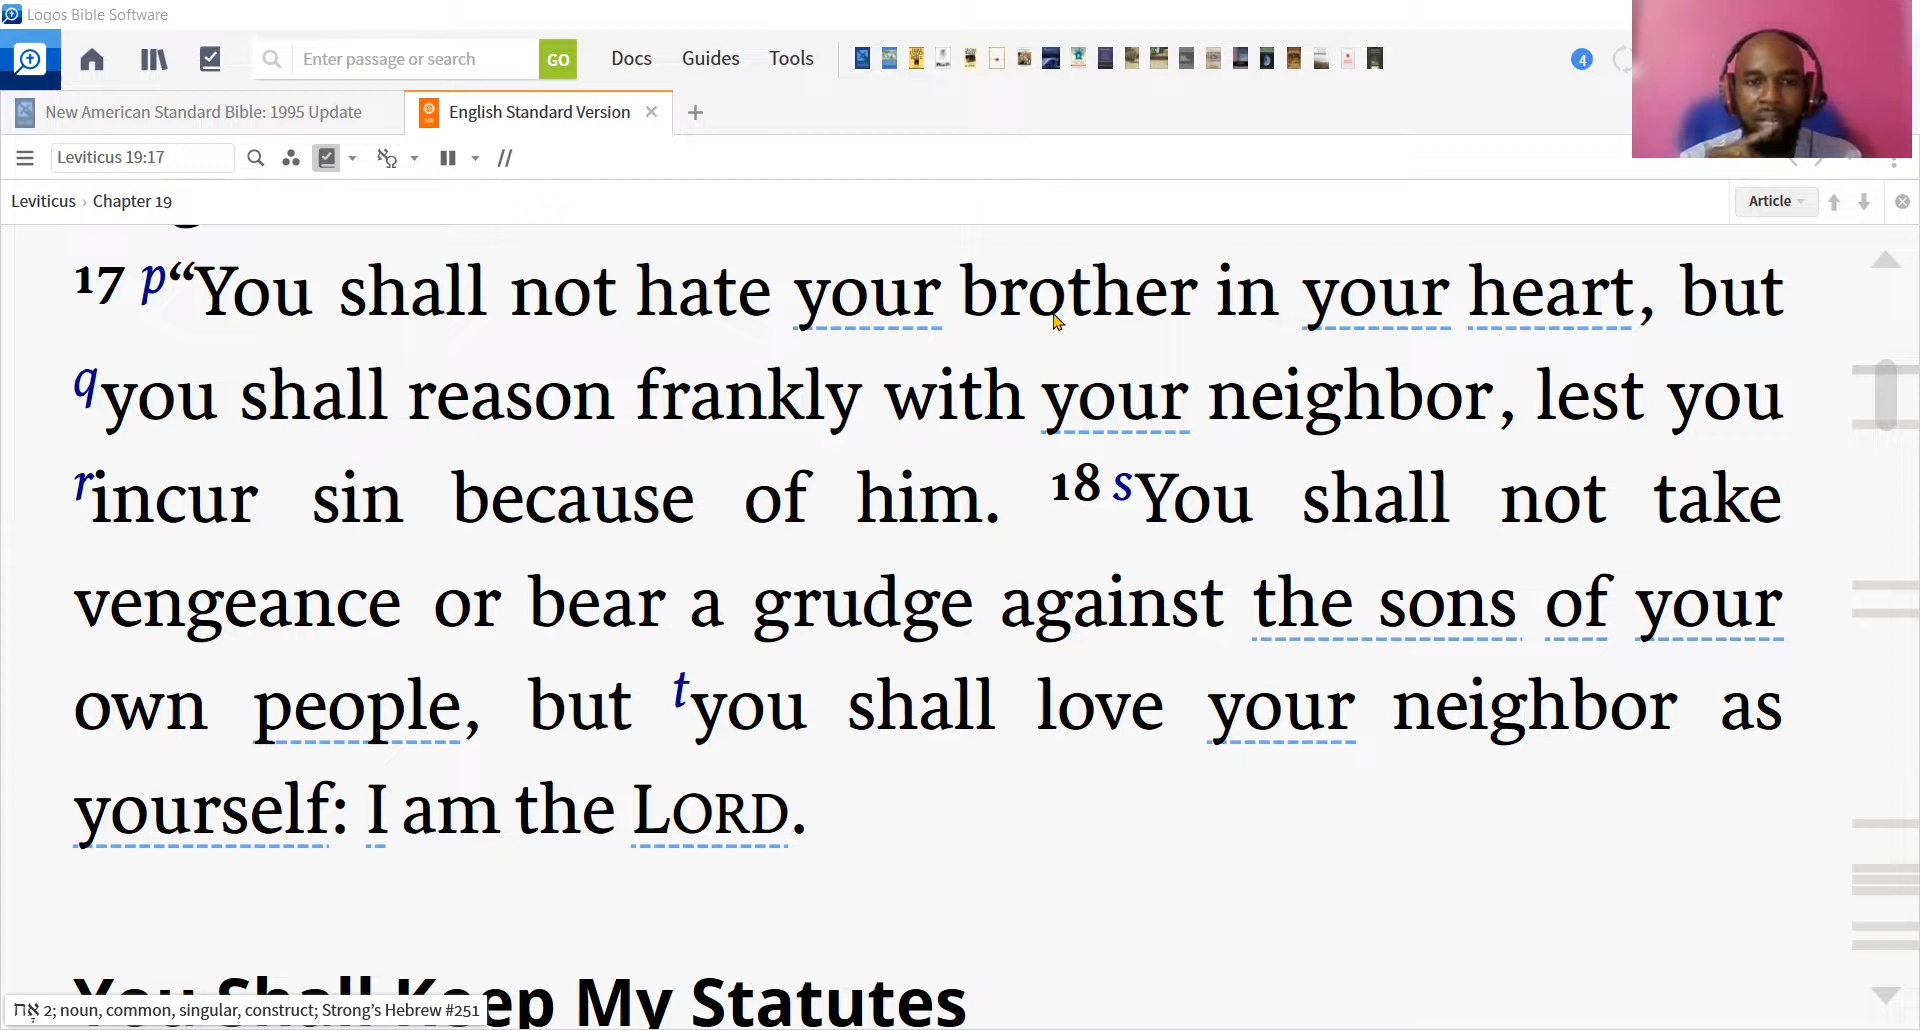 Logos Bible Software
Enter passage or search
GO
Docs
Guides
Tools
4
New American Standard Bible: 1995 Update
English Standard Version
Leviticus 19:17
Leviticus › Chapter 19
Article
17 p“You shall not hate your brother in your heart, but
qyou shall reason frankly with your neighbor, lest you
rincur sin because of him. 18 sYou shall not take
vengeance or bear a grudge against the sons of your
own people, but tyou shall love your neighbor as
yourself: I am the LORD.
You Shall Keep My Statutes
אָח 2; noun, common, singular, construct; Strong’s Hebrew #251